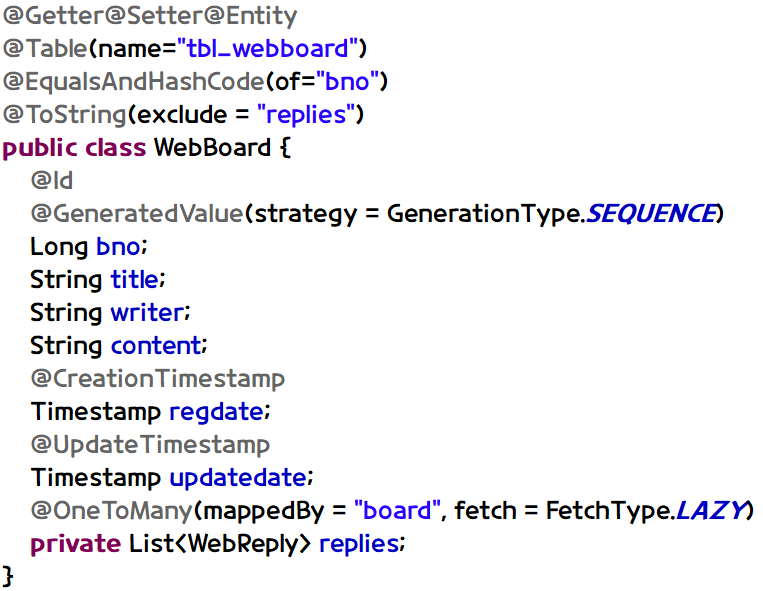 @Getter@Setter@Entity
@Table(name="tbl_webboard")
@EqualsAndHashCode(of="bno")
@ToString(exclude = "replies")
public class WebBoard {
@Id
@GeneratedValue(strategy = GenerationType.SEQUENCE)
Long bno;
String title;
String writer;
String content;
@CreationTimestamp
Timestamp regdate;
@UpdateTimestamp
Timestamp updatedate;
@OneToMany(mappedBy = "board", fetch = FetchType.LAZY)
private List<WebReply> replies;
}